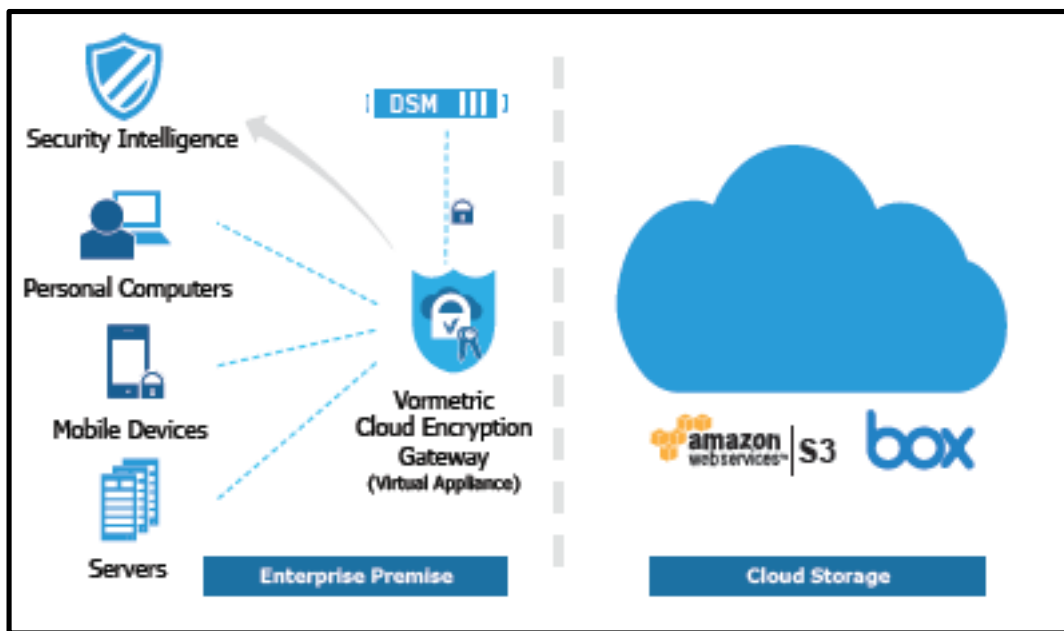 Security Intelligence
DSM
Personal Computers
Mobile Devices
Servers
Vormetric
Cloud Encryption
Gateway
(Virtual Appliance)
Enterprise Premise
amazon
webservices™
S3
box
Cloud Storage